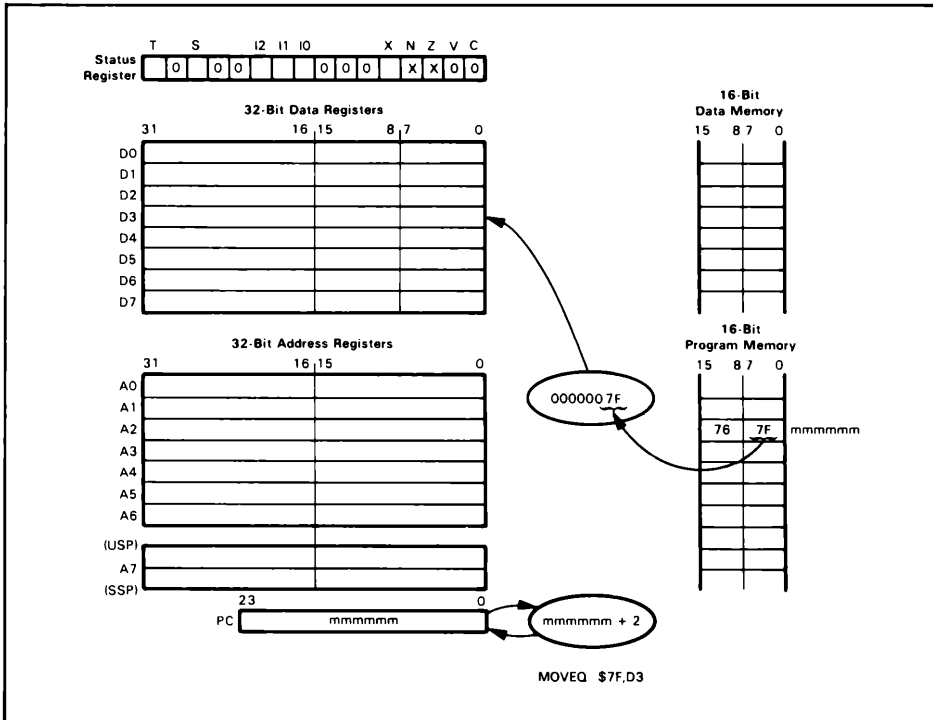 T S I2 I1 I0 X N Z V C
Status Register 0 0 0 0 0 0 X X 0 0
32-Bit Data Registers
31 16 15 8 7 0
D0
D1
D2
D3
D4
D5
D6
D7
16-Bit
Data Memory
15 8 7 0
32-Bit Address Registers
31 16 15 0
A0
A1
A2
A3
A4
A5
A6
(USP)
A7
(SSP)
23 0
PC mmmmmm
000000 7F
mmmmmm + 2
16-Bit
Program Memory
15 8 7 0
76 7F mmmmmm
MOVEQ $7F,D3